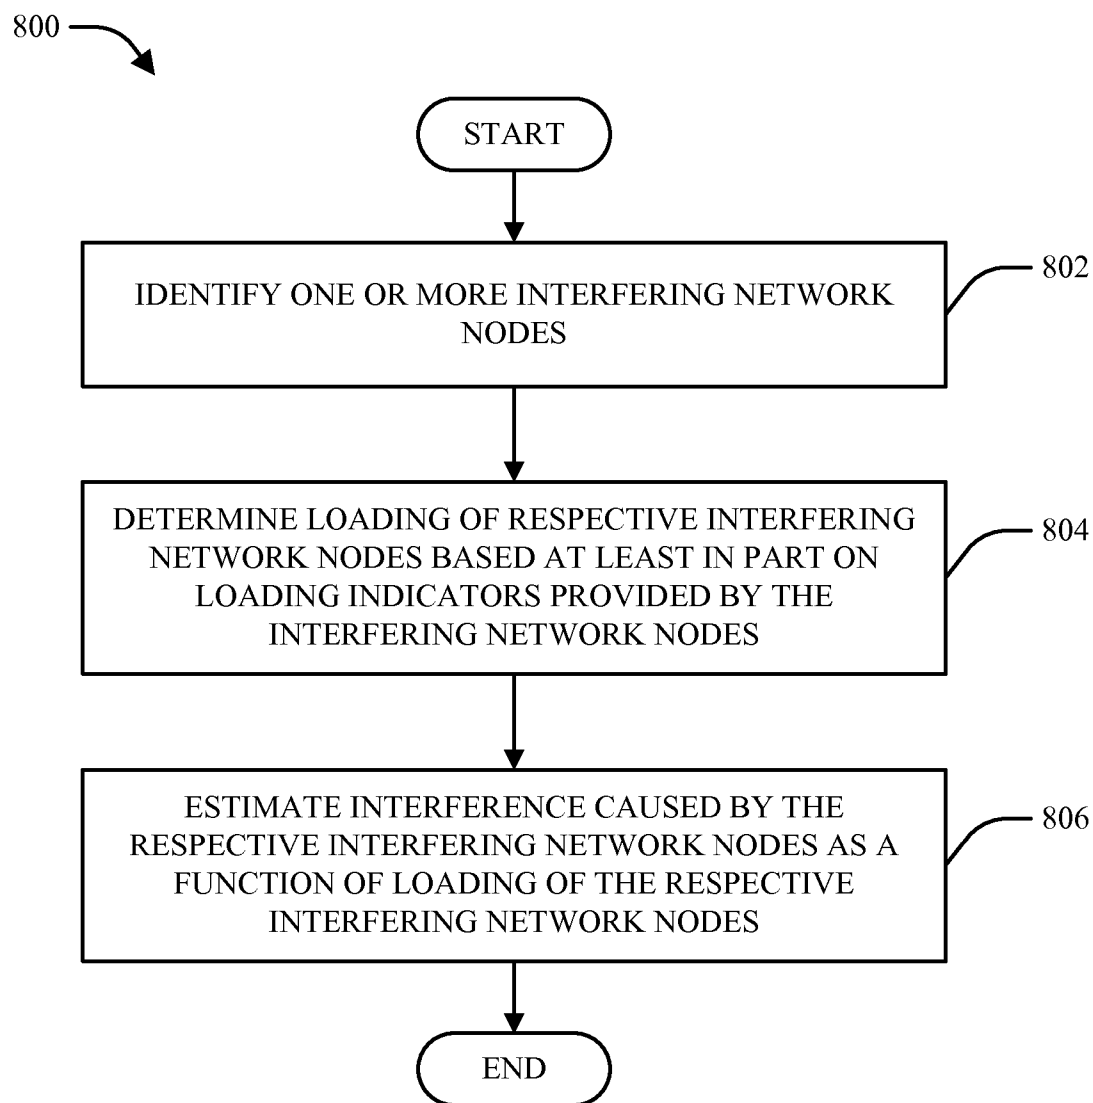 800
START
IDENTIFY ONE OR MORE INTERFERING NETWORK
NODES
802
DETERMINE LOADING OF RESPECTIVE INTERFERING
NETWORK NODES BASED AT LEAST IN PART ON
LOADING INDICATORS PROVIDED BY THE
INTERFERING NETWORK NODES
804
ESTIMATE INTERFERENCE CAUSED BY THE
RESPECTIVE INTERFERING NETWORK NODES AS A
FUNCTION OF LOADING OF THE RESPECTIVE
INTERFERING NETWORK NODES
806
END